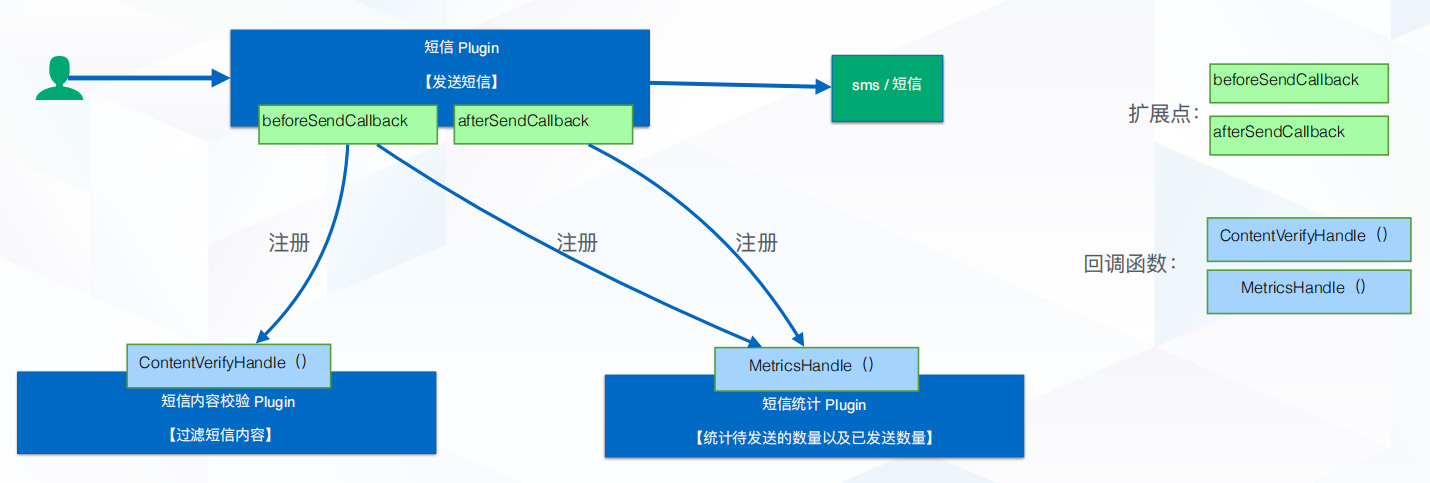 短信 Plugin
【发送短信】
beforeSendCallback
afterSendCallback
sms / 短信
扩展点：
beforeSendCallback
afterSendCallback
注册
注册
注册
回调函数：
ContentVerifyHandle（）
MetricsHandle（）
ContentVerifyHandle（）
短信内容校验 Plugin
【过滤短信内容】
MetricsHandle（）
短信统计 Plugin
【统计待发送的数量以及已发送数量】